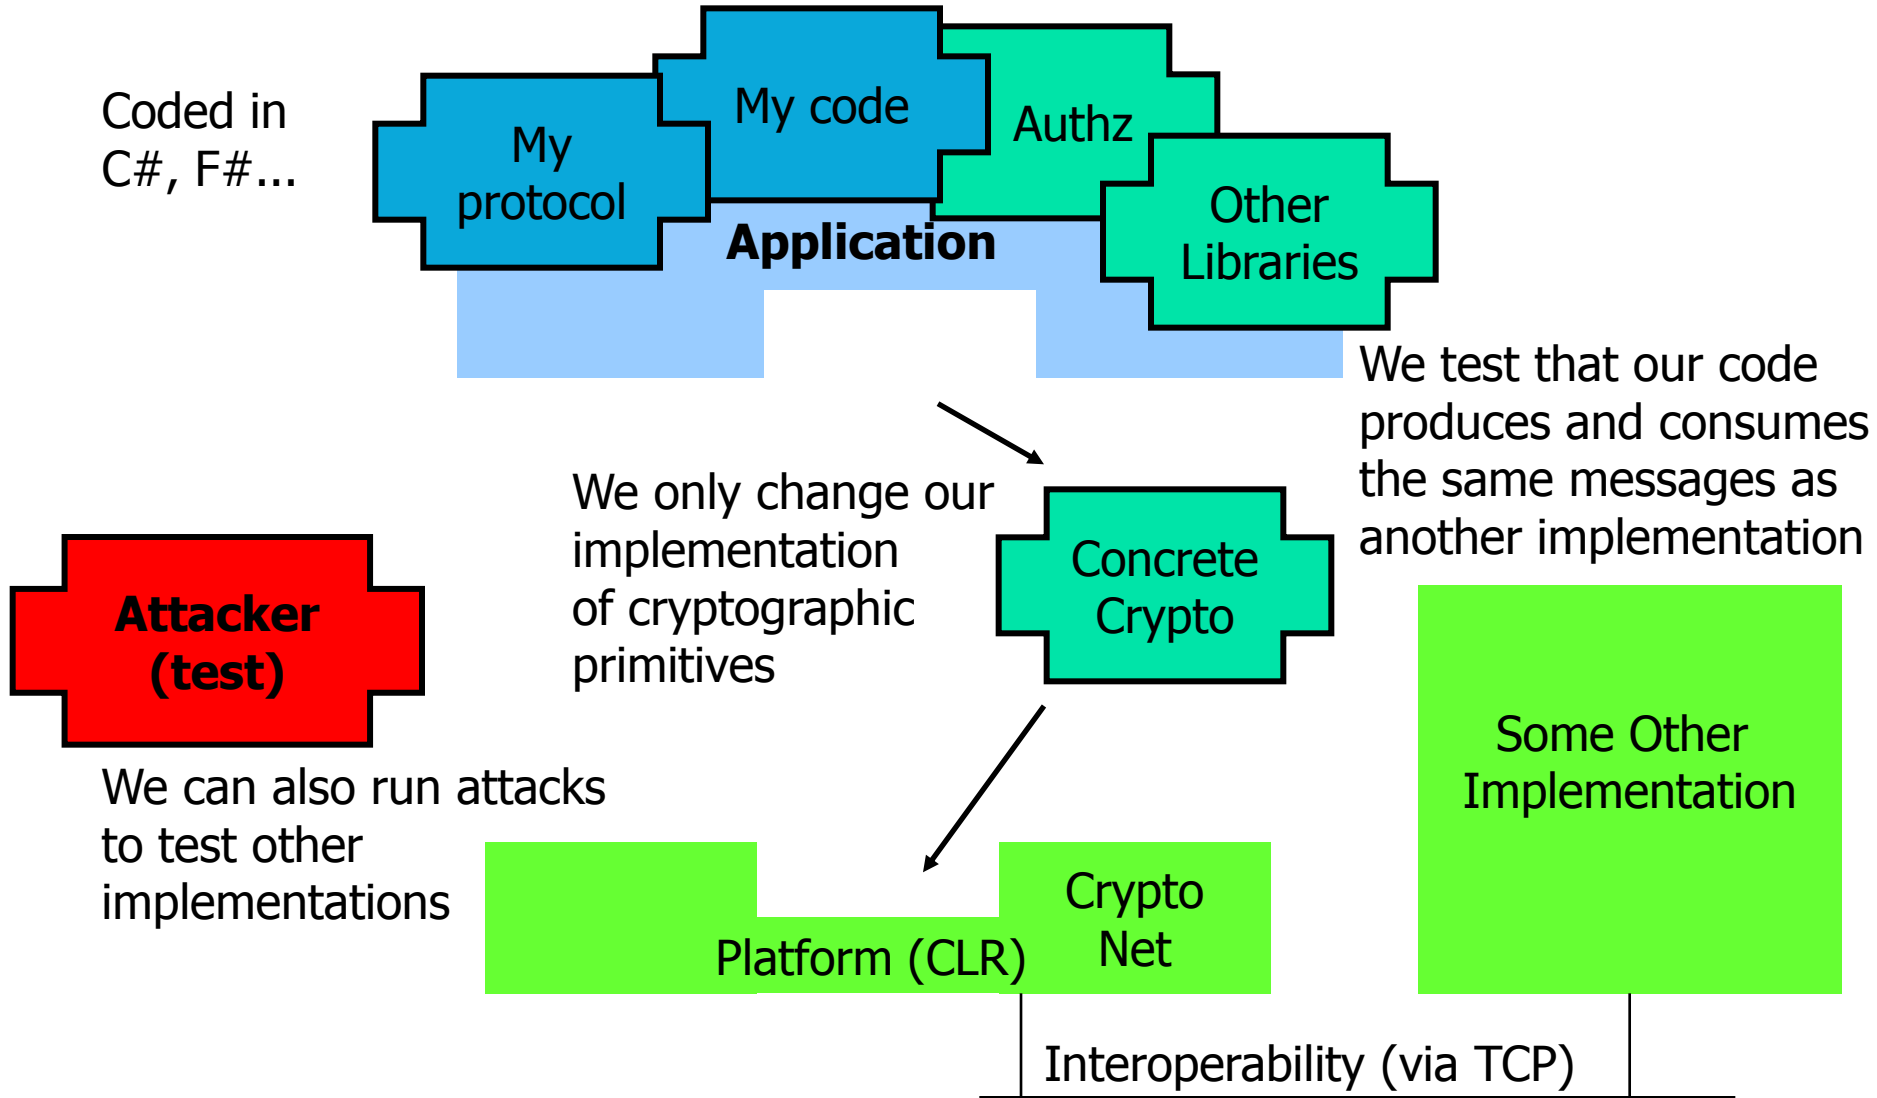 Coded in
C#, F#...
My
protocol
My code
Authz
Other
Libraries
Application
We test that our code
produces and consumes
the same messages as
another implementation
We only change our
implementation
of cryptographic
primitives
Concrete
Crypto
Attacker
(test)
We can also run attacks
to test other
implementations
Some Other
Implementation
Platform (CLR)
Crypto
Net
Interoperability (via TCP)